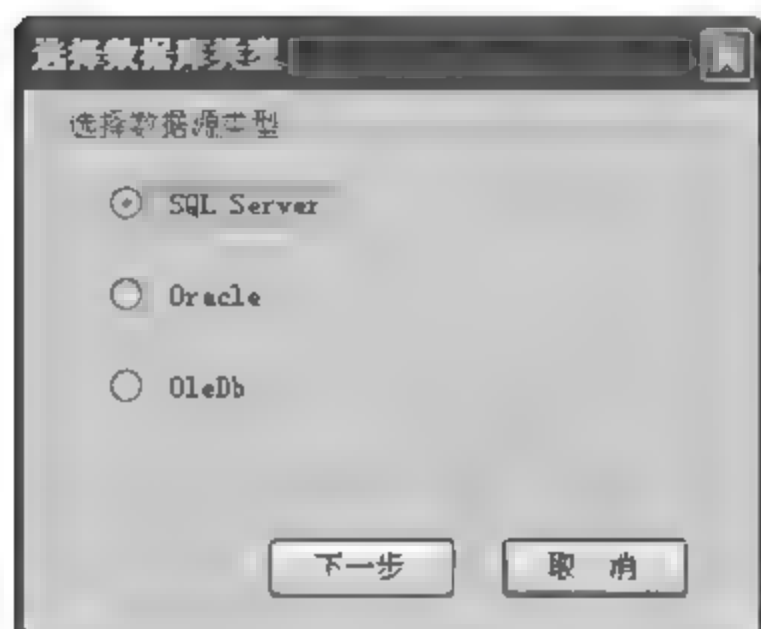 选择数据库类型
选择数据源类型
SQL Server
Oracle
OleDb
下一步
取 消